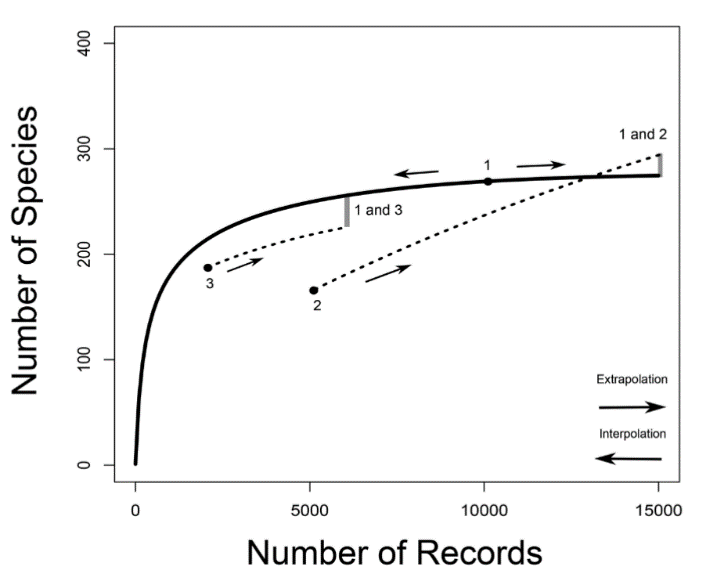 Number of Species
400
300
200
100
0
1 and 2
1
1 and 3
3
2
Extrapolation
Interpolation
0
5000
10000
15000
Number of Records